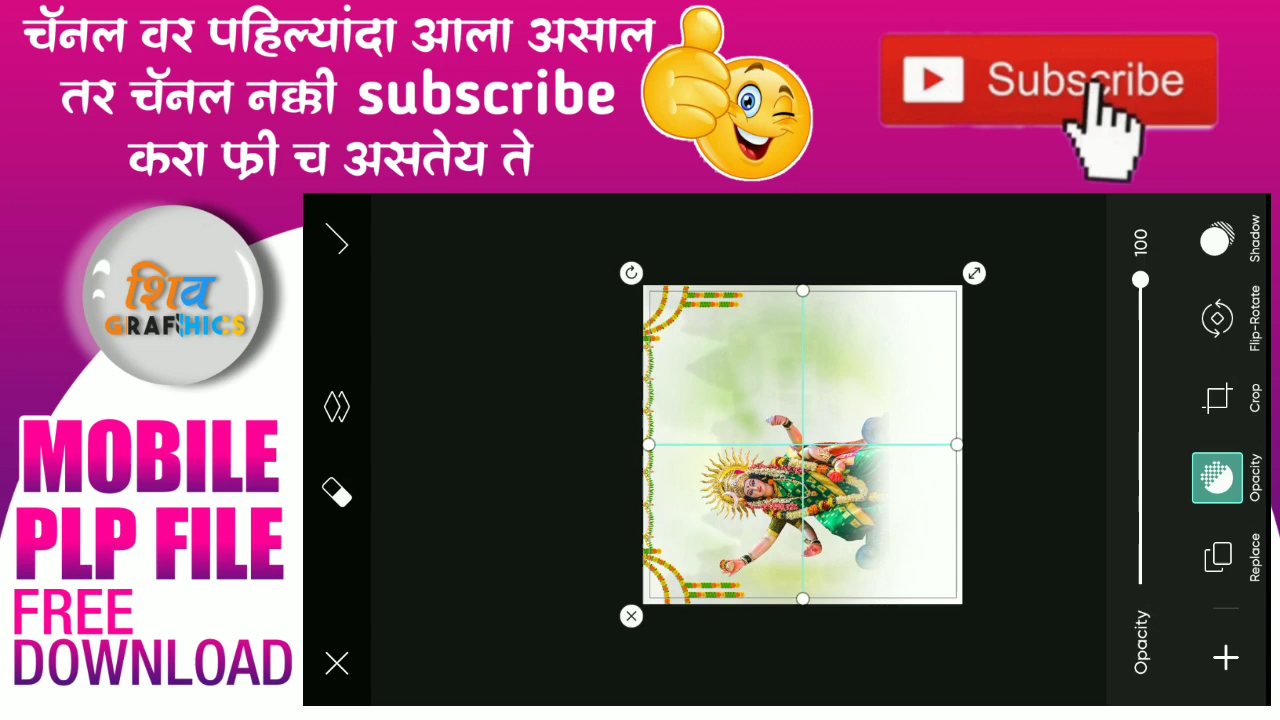 चॅनल वर पहिल्यांदा आला असाल
तर चॅनल नक्की subscribe
करा फ्री च असतेय ते
Subscribe
शिव
GRAFHICS
MOBILE
PLP FILE
FREE
DOWNLOAD
100
Opacity
Shadow
Flip-Rotate
Crop
Opacity
Replace